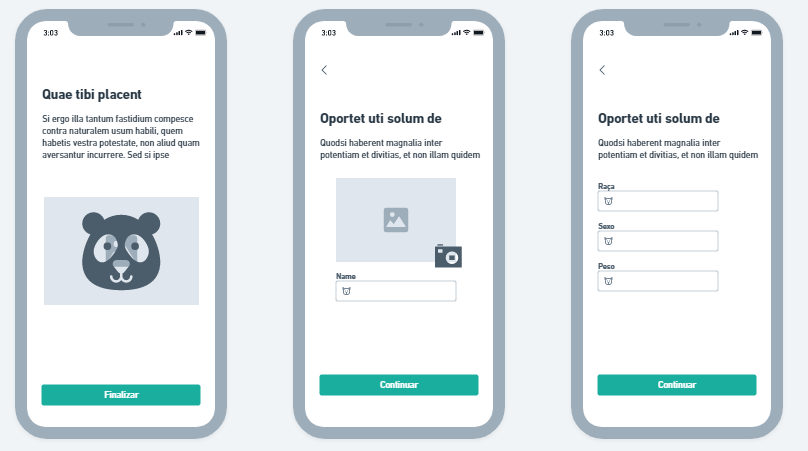 3:03
Quae tibi placent
Si ergo illa tantum fastidium compesce
contra naturalem usum habili, quem
habetis vestra potestate, non aliud quam
aversantur incurrere. Sed si ipse
Finalizar
3:03
Oportet uti solum de
Quodsi haberent magnalia inter
potentiam et divitias, et non illam quidem
Name
Continuar
3:03
Oportet uti solum de
Quodsi haberent magnalia inter
potentiam et divitias, et non illam quidem
Raça
Sexo
Peso
Continuar